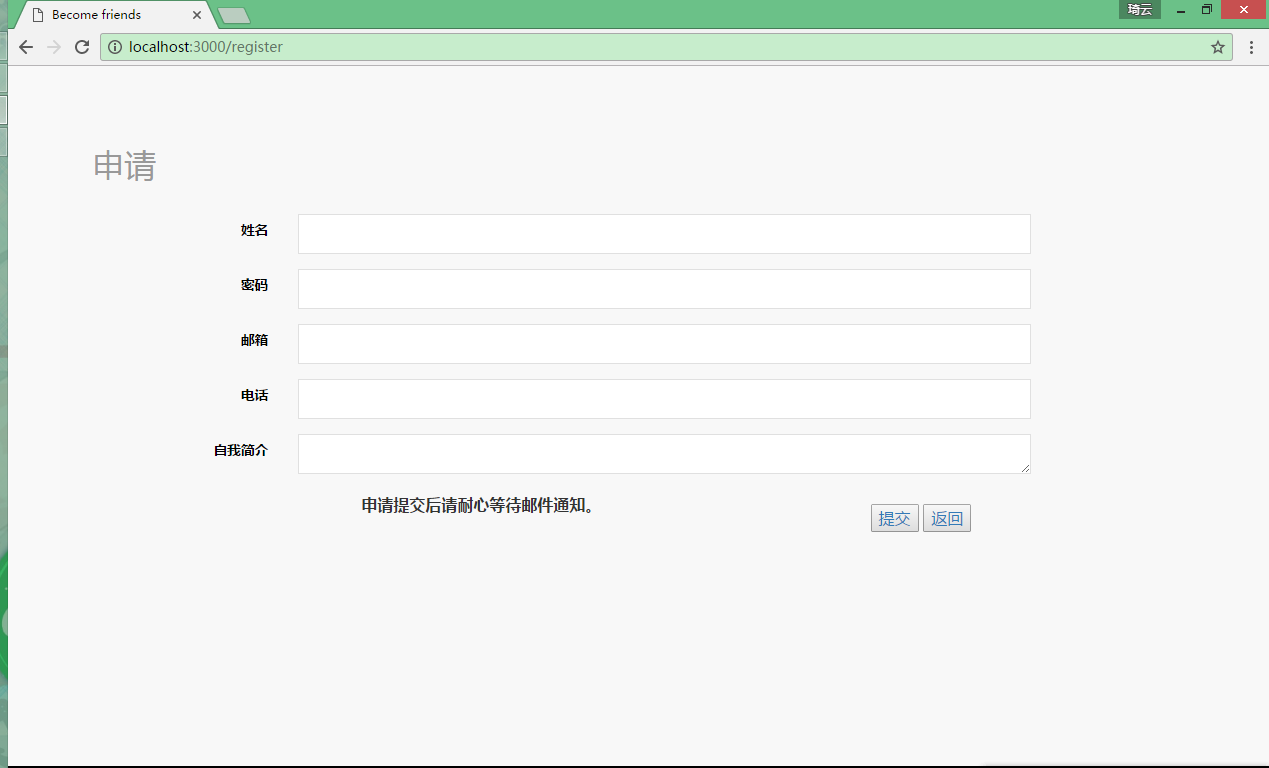 Become friends
琦云
localhost:3000/register
申请
姓名
密码
邮箱
电话
自我简介
申请提交后请耐心等待邮件通知。
提交 返回